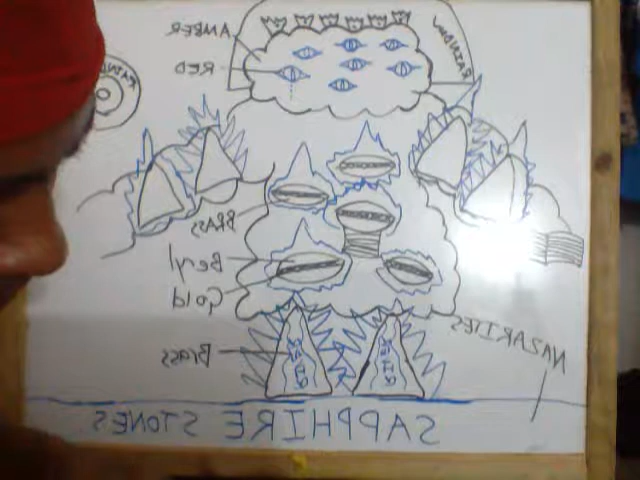 AMBER
RAINBOW
RED
BRASS
Beryl
Gold
NAZARITES
Brass
SAPPHIRE STONES